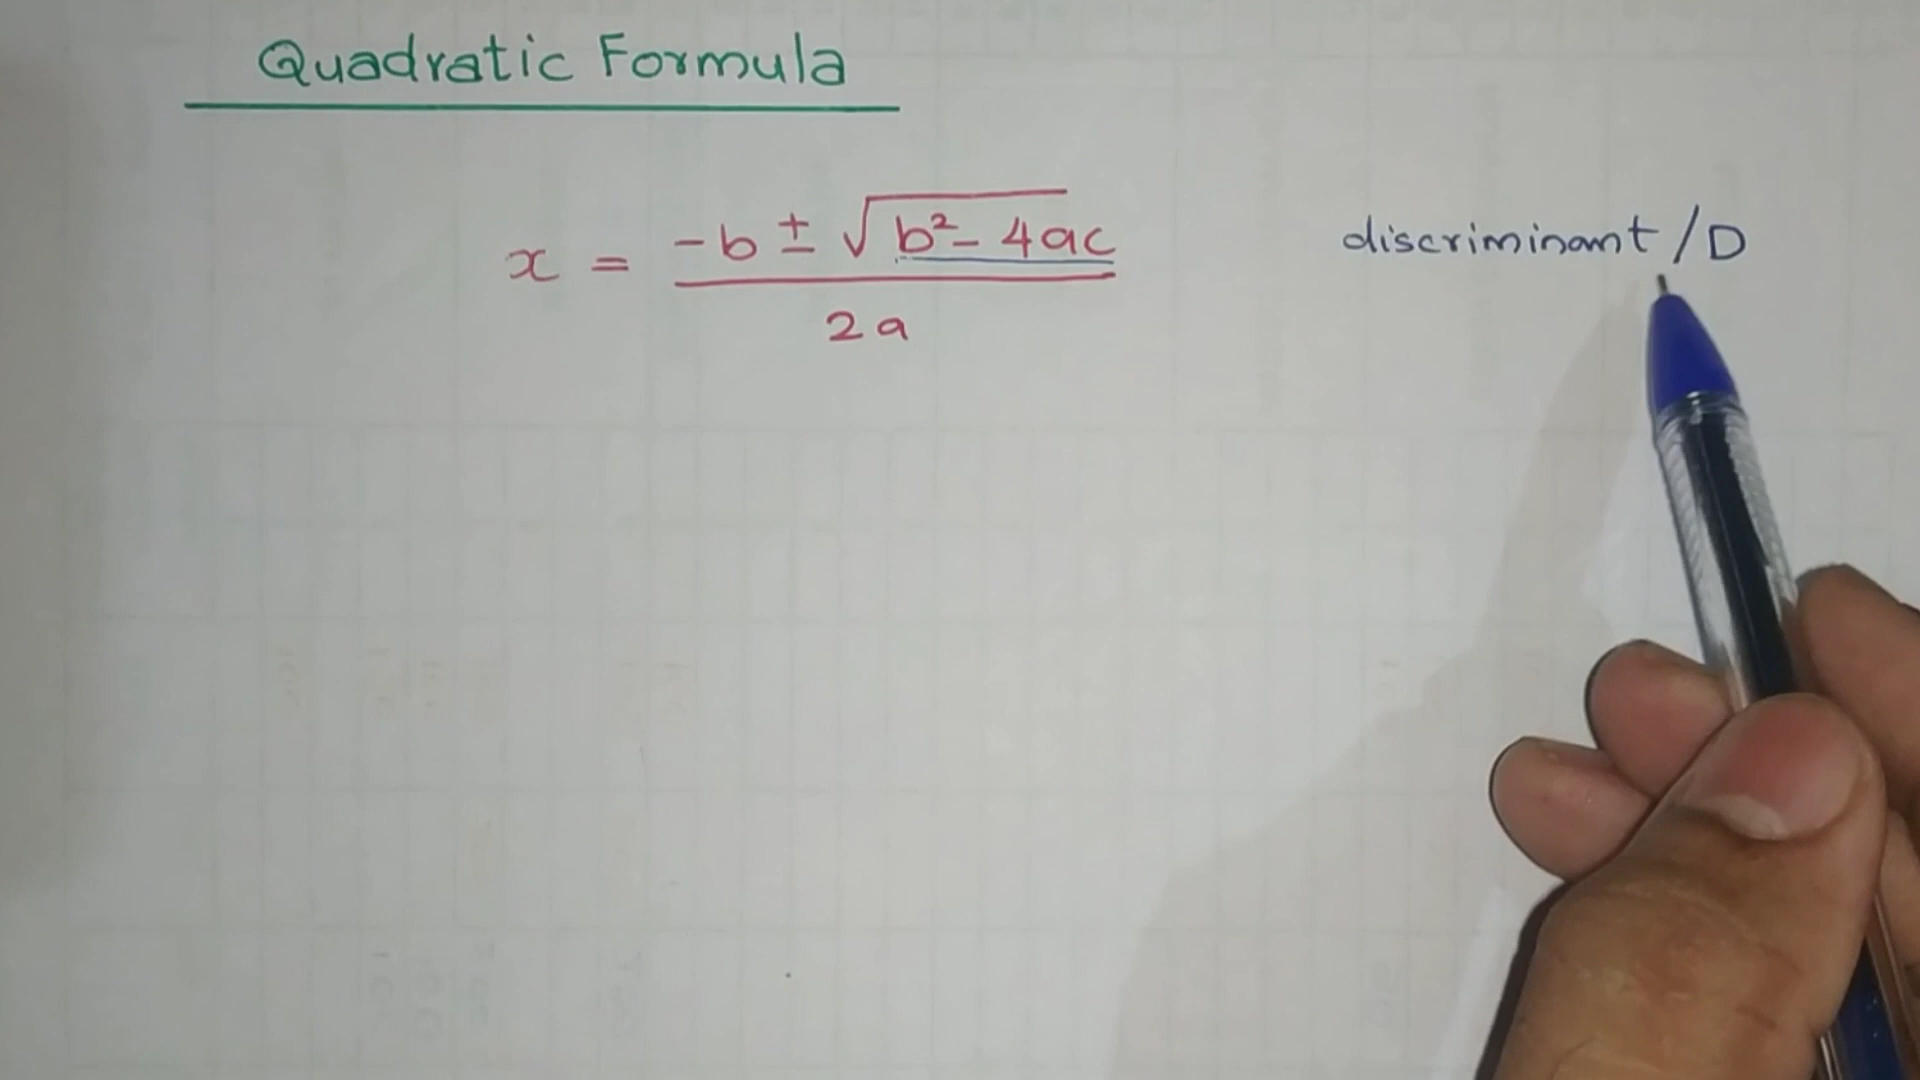 Quadratic Formula
x = -b ± √b²- 4ac / 2a
discriminant / D